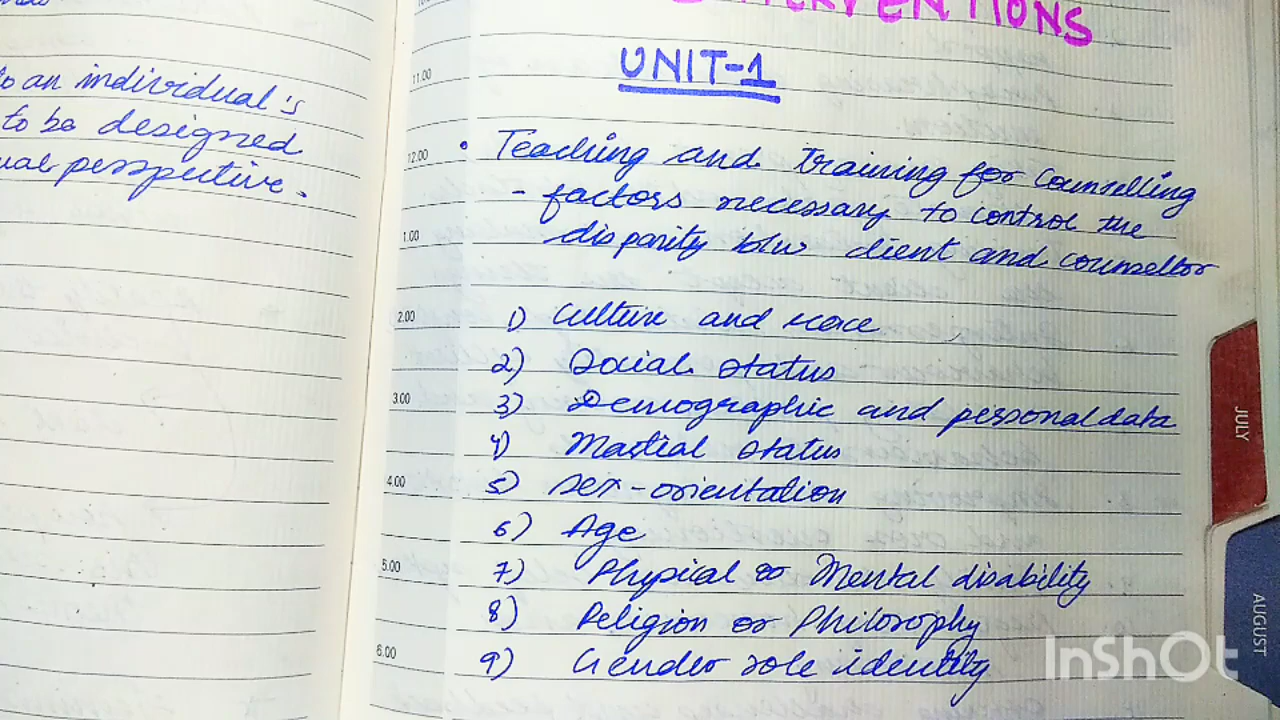 to an individual's
to be designed
perspective.
INTERVENTIONS
UNIT-1
• Teaching and training for counselling
- factors necessary to control the
disparity b/w client and counsellor
1) Culture and race
2) Social status
3) Demographic and personal data
4) Marital status
5) Sex-orientation
6) Age
7) Physical or Mental disability
8) Religion or Philosophy
9) Gender role identity
11.00
12.00
1.00
2.00
3.00
4.00
5.00
6.00
JULY
AUGUST
InShOt